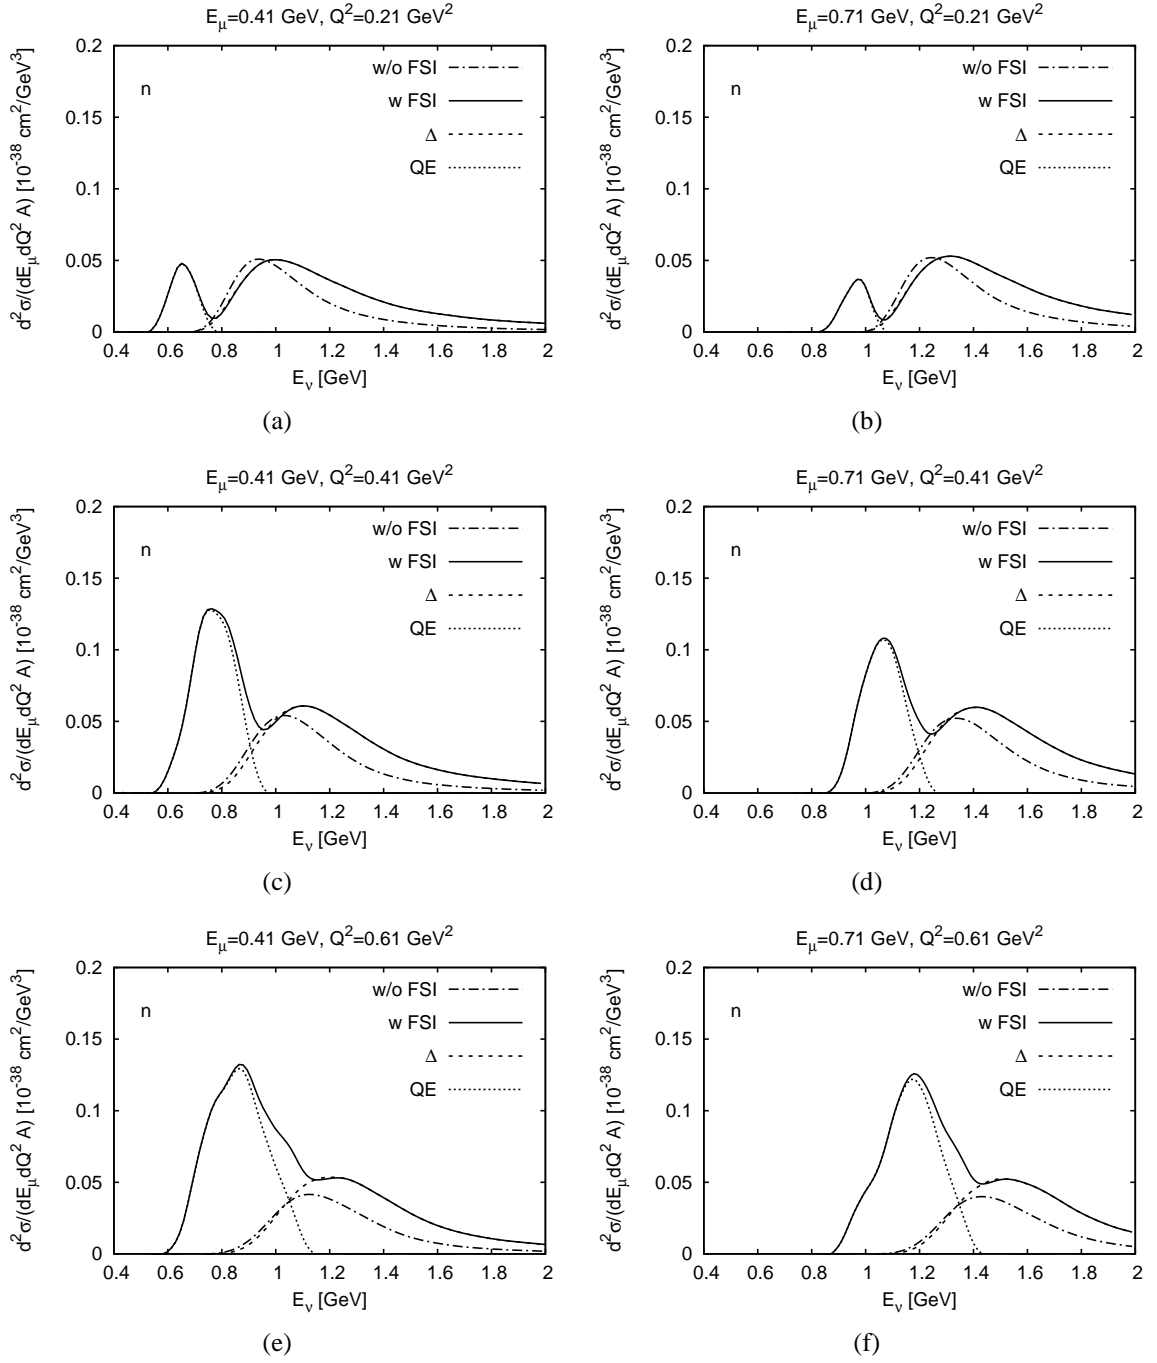 E_μ=0.41 GeV, Q²=0.21 GeV²
d²σ/(dE_μdQ² A) [10⁻³⁸ cm²/GeV³]
0.2
0.15
0.1
0.05
0
n
w/o FSI
w FSI
Δ
QE
0.4 0.6 0.8 1 1.2 1.4 1.6 1.8 2
E_ν [GeV]
(a)
E_μ=0.71 GeV, Q²=0.21 GeV²
d²σ/(dE_μdQ² A) [10⁻³⁸ cm²/GeV³]
0.2
0.15
0.1
0.05
0
n
w/o FSI
w FSI
Δ
QE
0.4 0.6 0.8 1 1.2 1.4 1.6 1.8 2
E_ν [GeV]
(b)
E_μ=0.41 GeV, Q²=0.41 GeV²
d²σ/(dE_μdQ² A) [10⁻³⁸ cm²/GeV³]
0.2
0.15
0.1
0.05
0
n
w/o FSI
w FSI
Δ
QE
0.4 0.6 0.8 1 1.2 1.4 1.6 1.8 2
E_ν [GeV]
(c)
E_μ=0.71 GeV, Q²=0.41 GeV²
d²σ/(dE_μdQ² A) [10⁻³⁸ cm²/GeV³]
0.2
0.15
0.1
0.05
0
n
w/o FSI
w FSI
Δ
QE
0.4 0.6 0.8 1 1.2 1.4 1.6 1.8 2
E_ν [GeV]
(d)
E_μ=0.41 GeV, Q²=0.61 GeV²
d²σ/(dE_μdQ² A) [10⁻³⁸ cm²/GeV³]
0.2
0.15
0.1
0.05
0
n
w/o FSI
w FSI
Δ
QE
0.4 0.6 0.8 1 1.2 1.4 1.6 1.8 2
E_ν [GeV]
(e)
E_μ=0.71 GeV, Q²=0.61 GeV²
d²σ/(dE_μdQ² A) [10⁻³⁸ cm²/GeV³]
0.2
0.15
0.1
0.05
0
n
w/o FSI
w FSI
Δ
QE
0.4 0.6 0.8 1 1.2 1.4 1.6 1.8 2
E_ν [GeV]
(f)